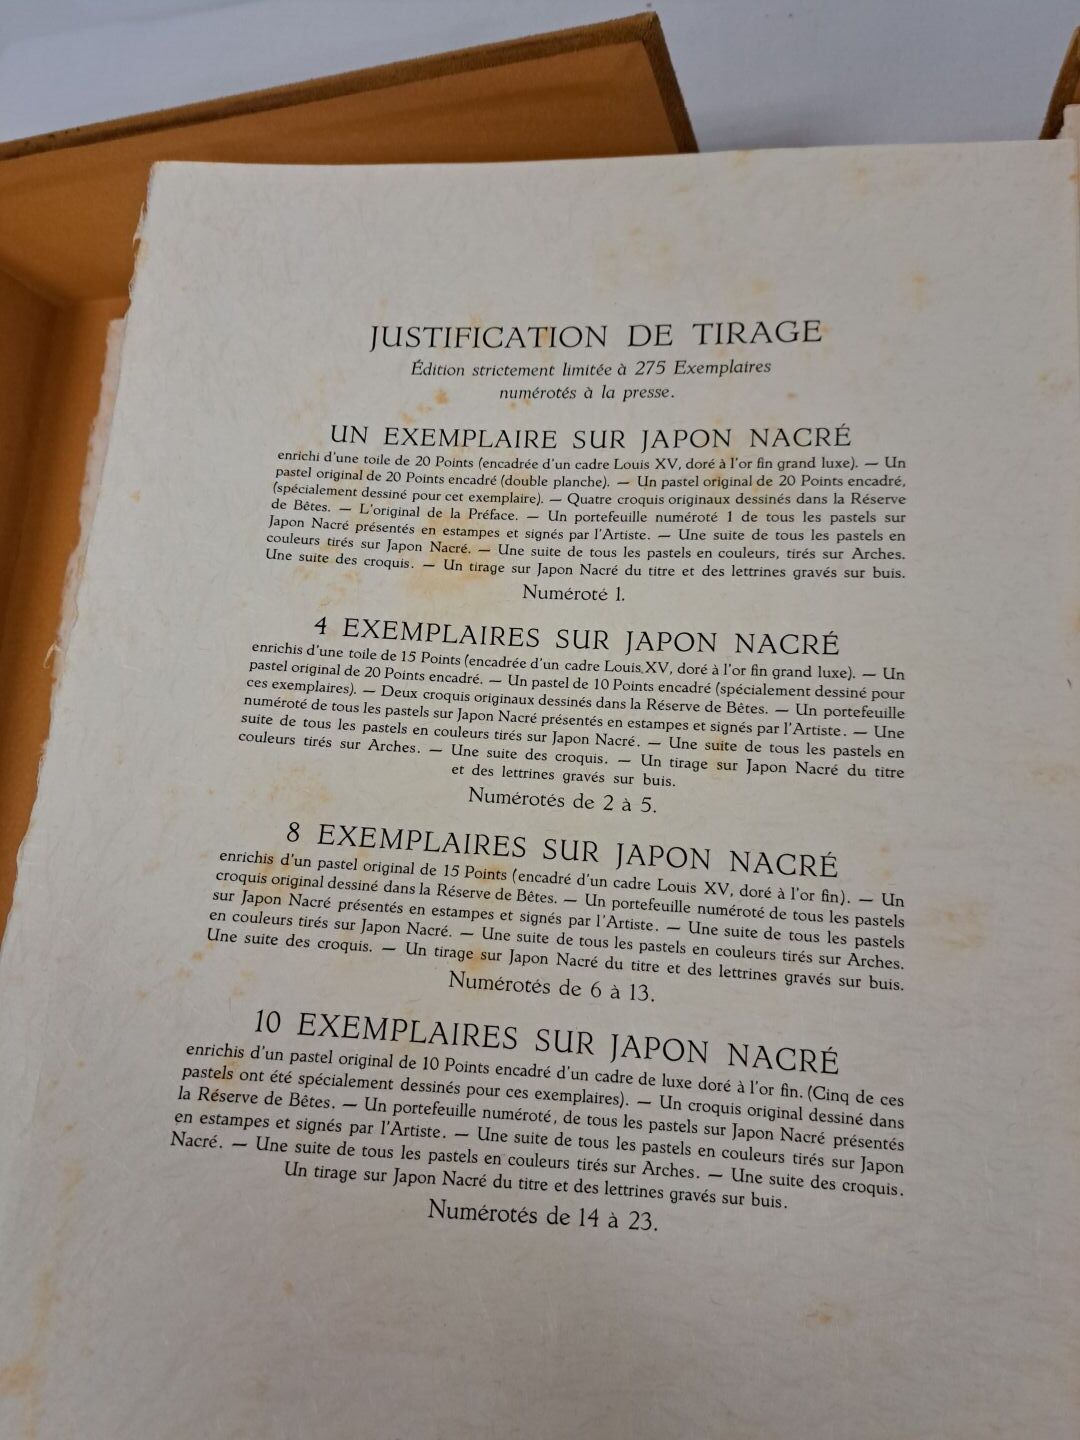 JUSTIFICATION DE TIRAGE
Édition strictement limitée à 275 Exemplaires
numérotés à la presse.
UN EXEMPLAIRE SUR JAPON NACRÉ
enrichi d'une toile de 20 Points (encadrée d'un cadre Louis XV, doré à l'or fin grand luxe). — Un
pastel original de 20 Points encadré (double planche). — Un pastel original de 20 Points encadré,
(spécialement dessiné pour cet exemplaire). — Quatre croquis originaux dessinés dans la Réserve
de Bêtes. — L'original de la Préface. — Un portefeuille numéroté 1 de tous les pastels sur
Japon Nacré présentés en estampes et signés par l'Artiste. — Une suite de tous les pastels en
couleurs tirés sur Japon Nacré. — Une suite de tous les pastels en couleurs, tirés sur Arches.
Une suite des croquis. — Un tirage sur Japon Nacré du titre et des lettrines gravés sur buis.
Numéroté 1.
4 EXEMPLAIRES SUR JAPON NACRÉ
enrichis d'une toile de 15 Points (encadrée d'un cadre Louis XV, doré à l'or fin grand luxe). — Un
pastel original de 20 Points encadré. — Un pastel de 10 Points encadré (spécialement dessiné pour
ces exemplaires). — Deux croquis originaux dessinés dans la Réserve de Bêtes. — Un portefeuille
numéroté de tous les pastels sur Japon Nacré présentés en estampes et signés par l'Artiste. — Une
suite de tous les pastels en couleurs tirés sur Japon Nacré. — Une suite de tous les pastels en
couleurs tirés sur Arches. — Une suite des croquis. — Un tirage sur Japon Nacré du titre
et des lettrines gravés sur buis.
Numérotés de 2 à 5.
8 EXEMPLAIRES SUR JAPON NACRÉ
enrichis d'un pastel original de 15 Points (encadré d'un cadre Louis XV, doré à l'or fin). — Un
croquis original dessiné dans la Réserve de Bêtes. — Un portefeuille numéroté de tous les pastels
sur Japon Nacré présentés en estampes et signés par l'Artiste. — Une suite de tous les pastels
en couleurs tirés sur Japon Nacré. — Une suite de tous les pastels en couleurs tirés sur Arches.
Une suite des croquis. — Un tirage sur Japon Nacré du titre et des lettrines gravés sur buis.
Numérotés de 6 à 13.
10 EXEMPLAIRES SUR JAPON NACRÉ
enrichis d'un pastel original de 10 Points encadré d'un cadre de luxe doré à l'or fin. (Cinq de ces
pastels ont été spécialement dessinés pour ces exemplaires). — Un croquis original dessiné dans
la Réserve de Bêtes. — Un portefeuille numéroté, de tous les pastels sur Japon Nacré présentés
en estampes et signés par l'Artiste. — Une suite de tous les pastels en couleurs tirés sur Japon
Nacré. — Une suite de tous les pastels en couleurs tirés sur Arches. — Une suite des croquis.
Un tirage sur Japon Nacré du titre et des lettrines gravés sur buis.
Numérotés de 14 à 23.